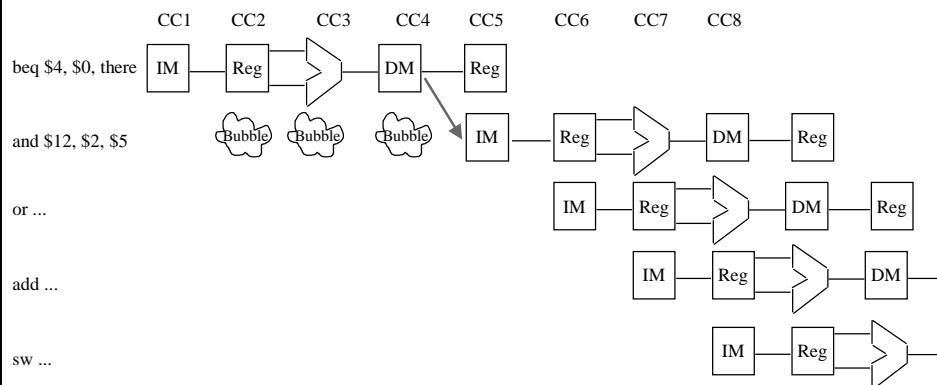 CC1 CC2 CC3 CC4 CC5 CC6 CC7 CC8
beq $4, $0, there IM Reg DM Reg
and $12, $2, $5 Bubble Bubble Bubble IM Reg DM Reg
or ... IM Reg DM Reg
add ... IM Reg DM
sw ... IM Reg